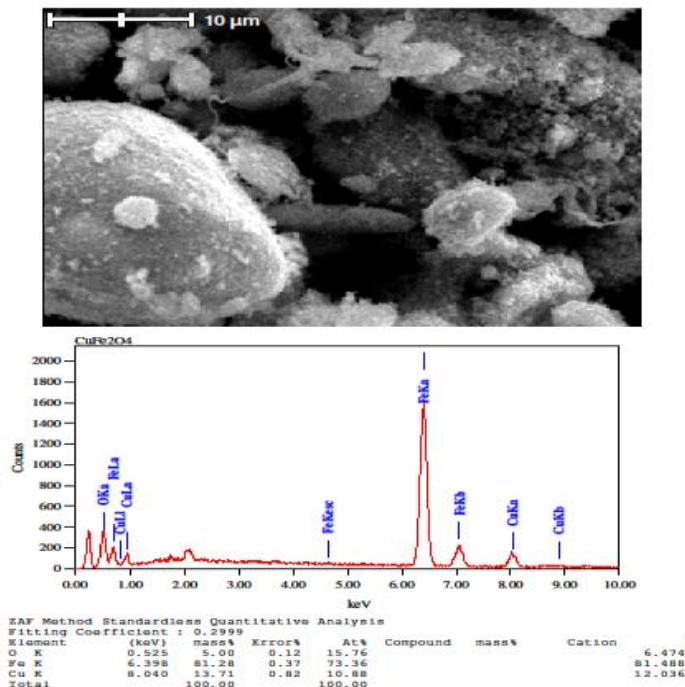 10 µm
CuFe2O4
2000
1800
1600
1400
1200
1000
800
600
400
200
0
Counts
OKa
FeLa
CuLl
CuLa
FeKesc
FeKa
FeKb
CuKa
CuKb
0.00 1.00 2.00 3.00 4.00 5.00 6.00 7.00 8.00 9.00 10.00
keV
ZAF Method Standardless Quantitative Analysis
Fitting Coefficient : 0.2999
Element (keV) mass% Error% At% Compound mass% Cation
O K 0.525 5.00 0.12 15.76 6.474
Fe K 6.398 81.28 0.37 73.36 81.488
Cu K 8.040 13.71 0.82 10.88 12.036
Total 100.00 100.00